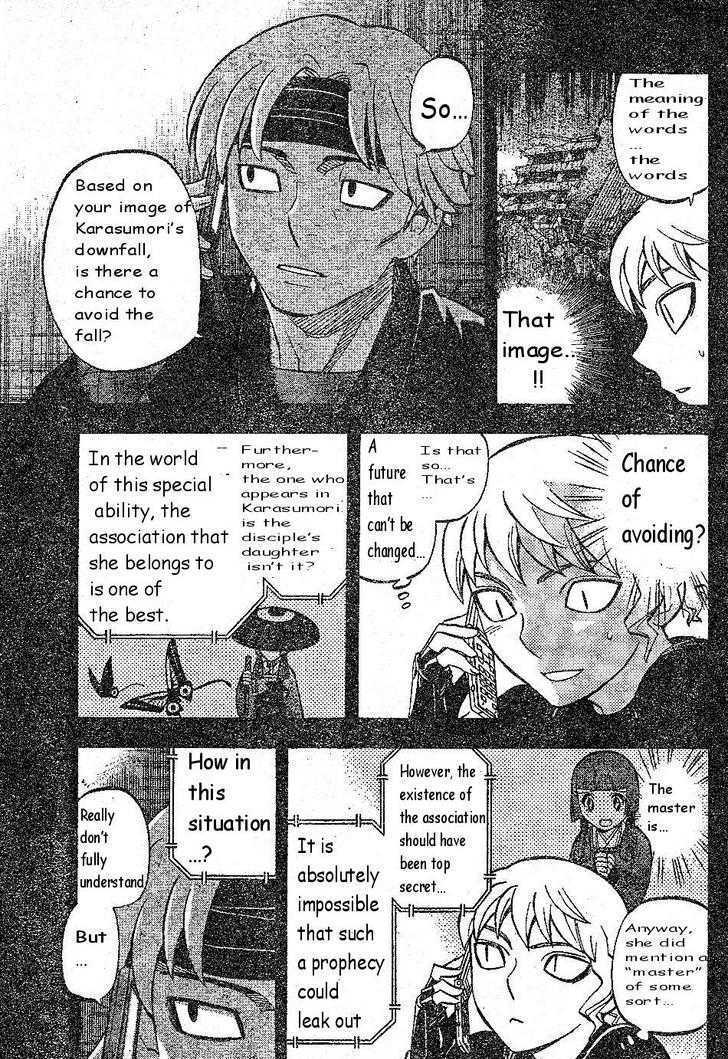 The
meaning
of the
words
...
the
words
That
image..
!!
So...
Based on
your image of
Karasumori's
downfall,
is there a
chance to
avoid the
fall?
Chance
of
avoiding?
Is that
so...
That's
...
A
future
that
can't be
changed...
Further-
more,
the one who
appears in
Karasumori
is the
disciple's
daughter
isn't it?
In the world
of this special
ability, the
association that
she belongs to
is one of
the best.
The
master
is...
Anyway,
she did
mention a
"master"
of some
sort...
However, the
existence of
the association
should have
been top
secret...
It is
absolutely
impossible
that such
a prophecy
could
leak out
How in
this
situation
...?
Really
don't
fully
understand
But
...